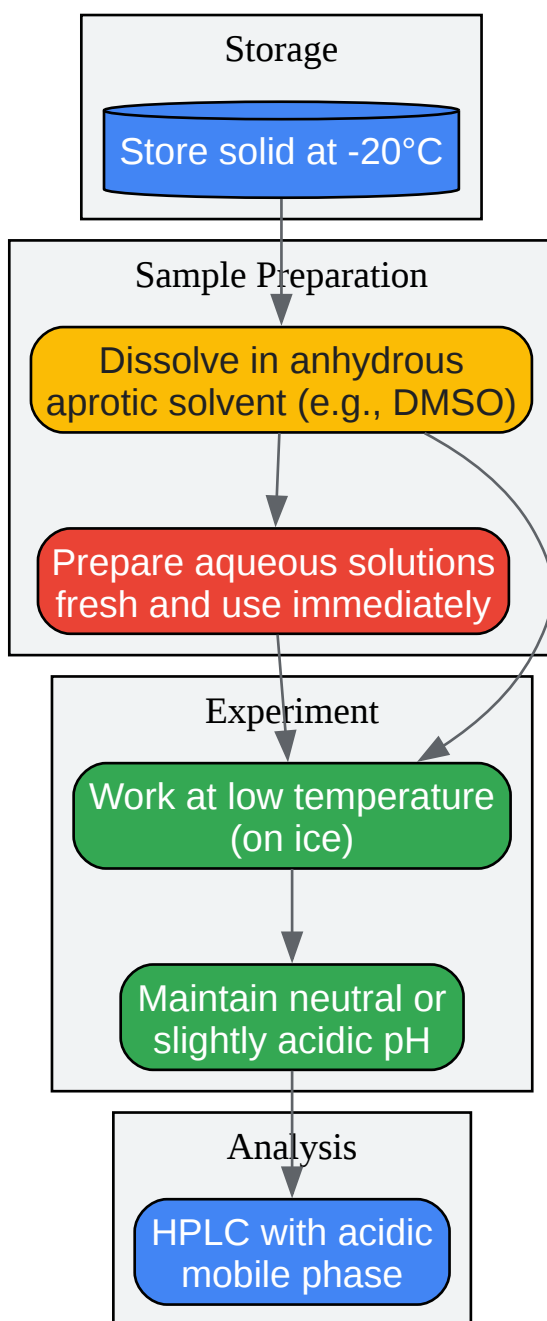 Storage
Store solid at -20°C
Sample Preparation
Dissolve in anhydrous
aprotic solvent (e.g., DMSO)
Prepare aqueous solutions
fresh and use immediately
Experiment
Work at low temperature
(on ice)
Maintain neutral or
slightly acidic pH
Analysis
HPLC with acidic
mobile phase